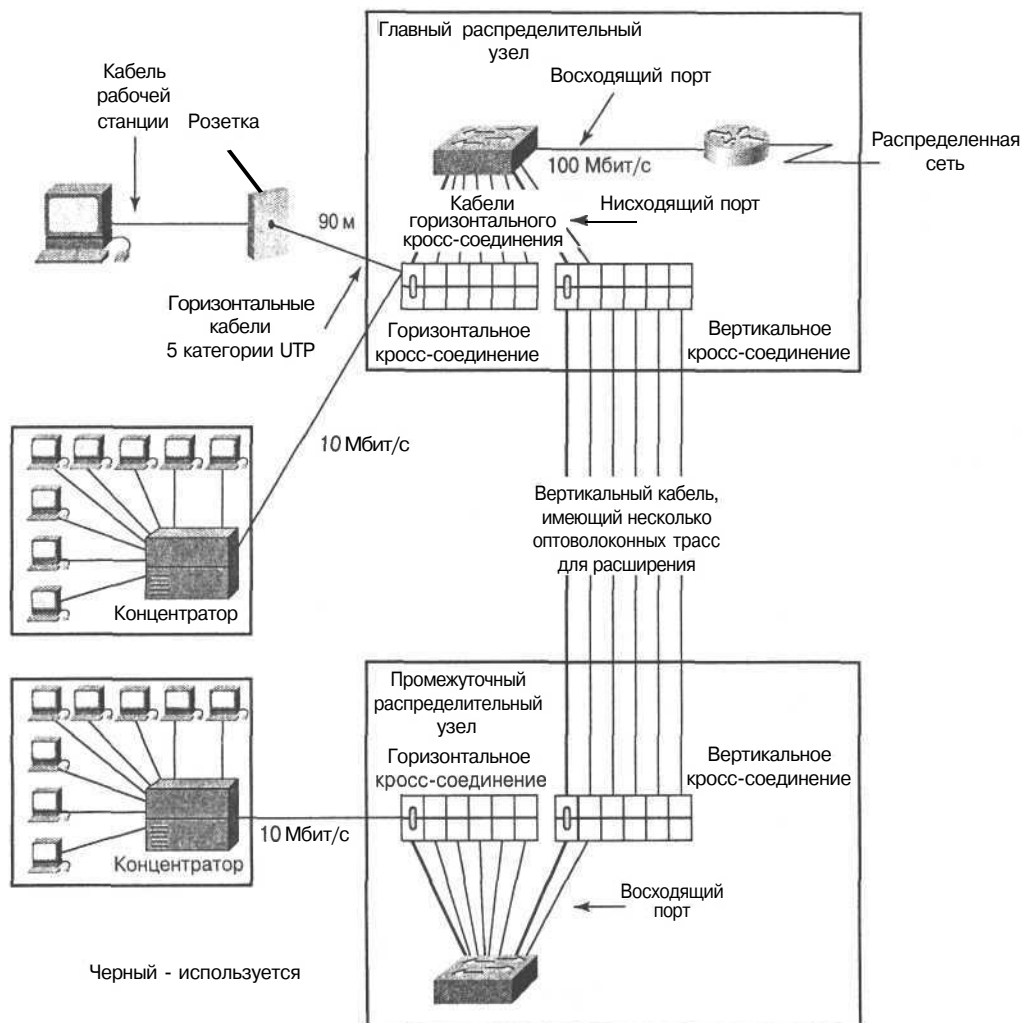 Главный распределительный
узел
Кабель
рабочей
станции
Розетка
Восходящий порт
Распределенная
сеть
100 Мбит/с
Кабели
горизонтального
кросс-соединения
Нисходящий порт
90 м
Горизонтальные
кабели
5 категории UTP
Горизонтальное
кросс-соединение
Вертикальное
кросс-соединение
10 Мбит/с
Концентратор
Вертикальный кабель,
имеющий несколько
оптоволоконных трасс
для расширения
Промежуточный
распределительный
узел
Горизонтальное
кросс-соединение
Вертикальное
кросс-соединение
10 Мбит/с
Концентратор
Восходящий
порт
Черный - используется